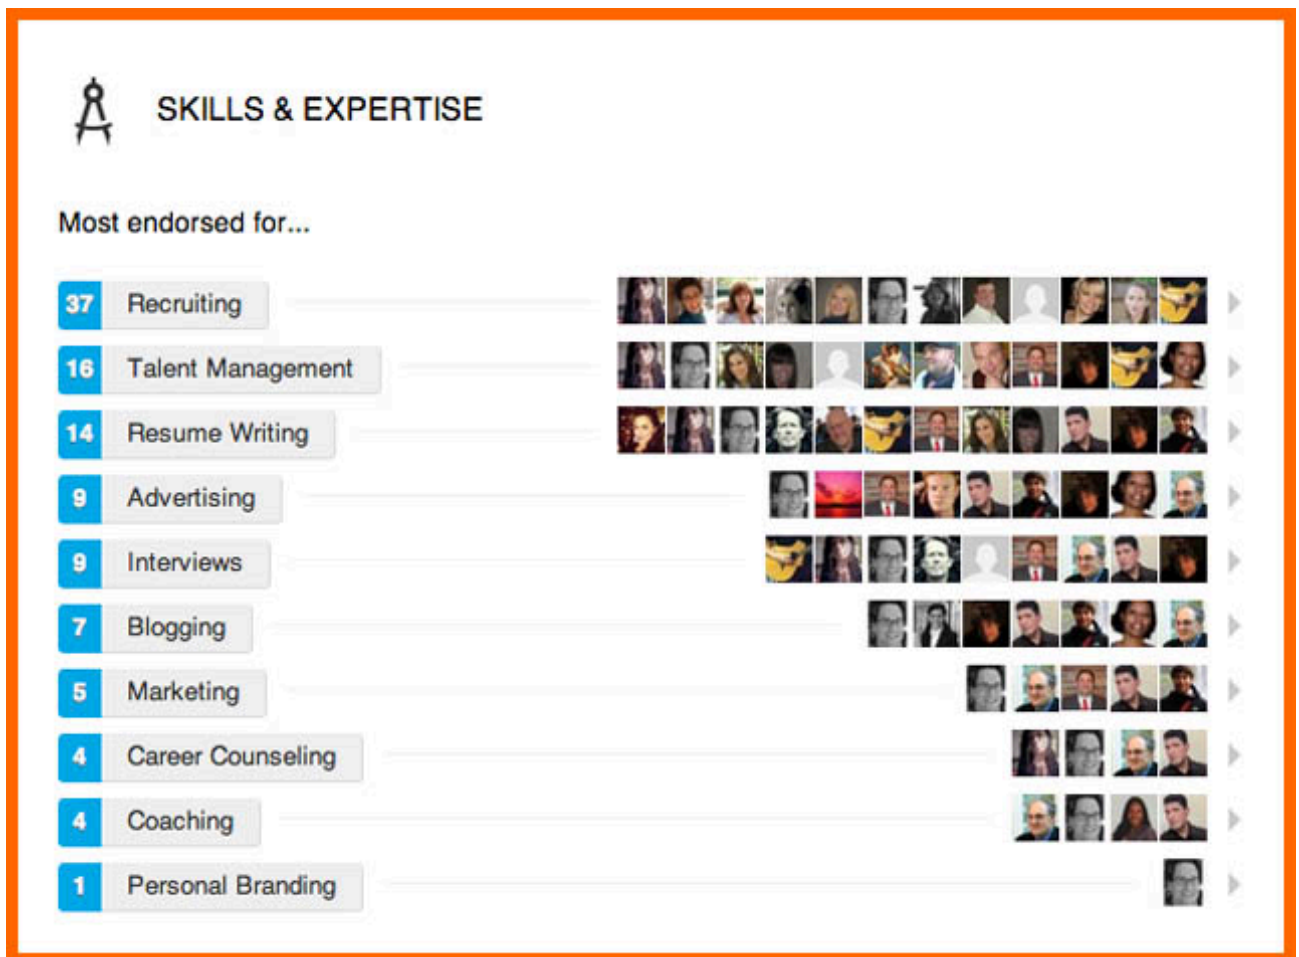 SKILLS & EXPERTISE
Most endorsed for...
37 Recruiting
16 Talent Management
14 Resume Writing
9 Advertising
9 Interviews
7 Blogging
5 Marketing
4 Career Counseling
4 Coaching
1 Personal Branding